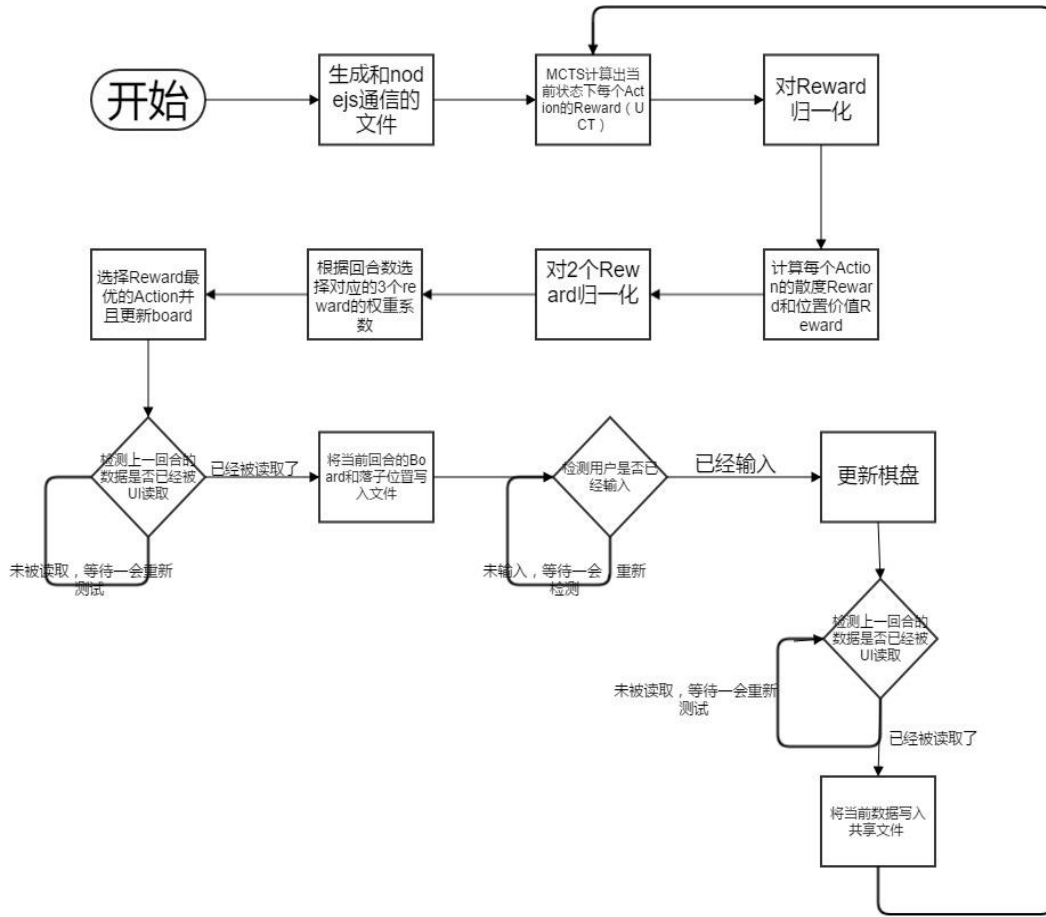 开始
生成和nod
ejs通信的
文件
MCTS计算出当
前状态下每个Act
ion的Reward（U
CT）
对Reward
归一化
选择Reward最
优的Action并
且更新board
根据回合数选
择对应的3个re
ward的权重系
数
对2个Rew
ard归一化
计算每个Actio
n的散度Rewar
d和位置价值R
eward
检测上一回合的
数据是否已经被
UI读取
已经被读取了
将当前回合的Bo
ard和落子位置写
入文件
检测用户是否已
经输入
已经输入
更新棋盘
未被读取，等待一会重新
测试
未输入，等待一会 重新
检测
检测上一回合的
数据是否已经被
UI读取
未被读取，等待一会重新
测试
已经被读取了
将当前数据写入
共享文件